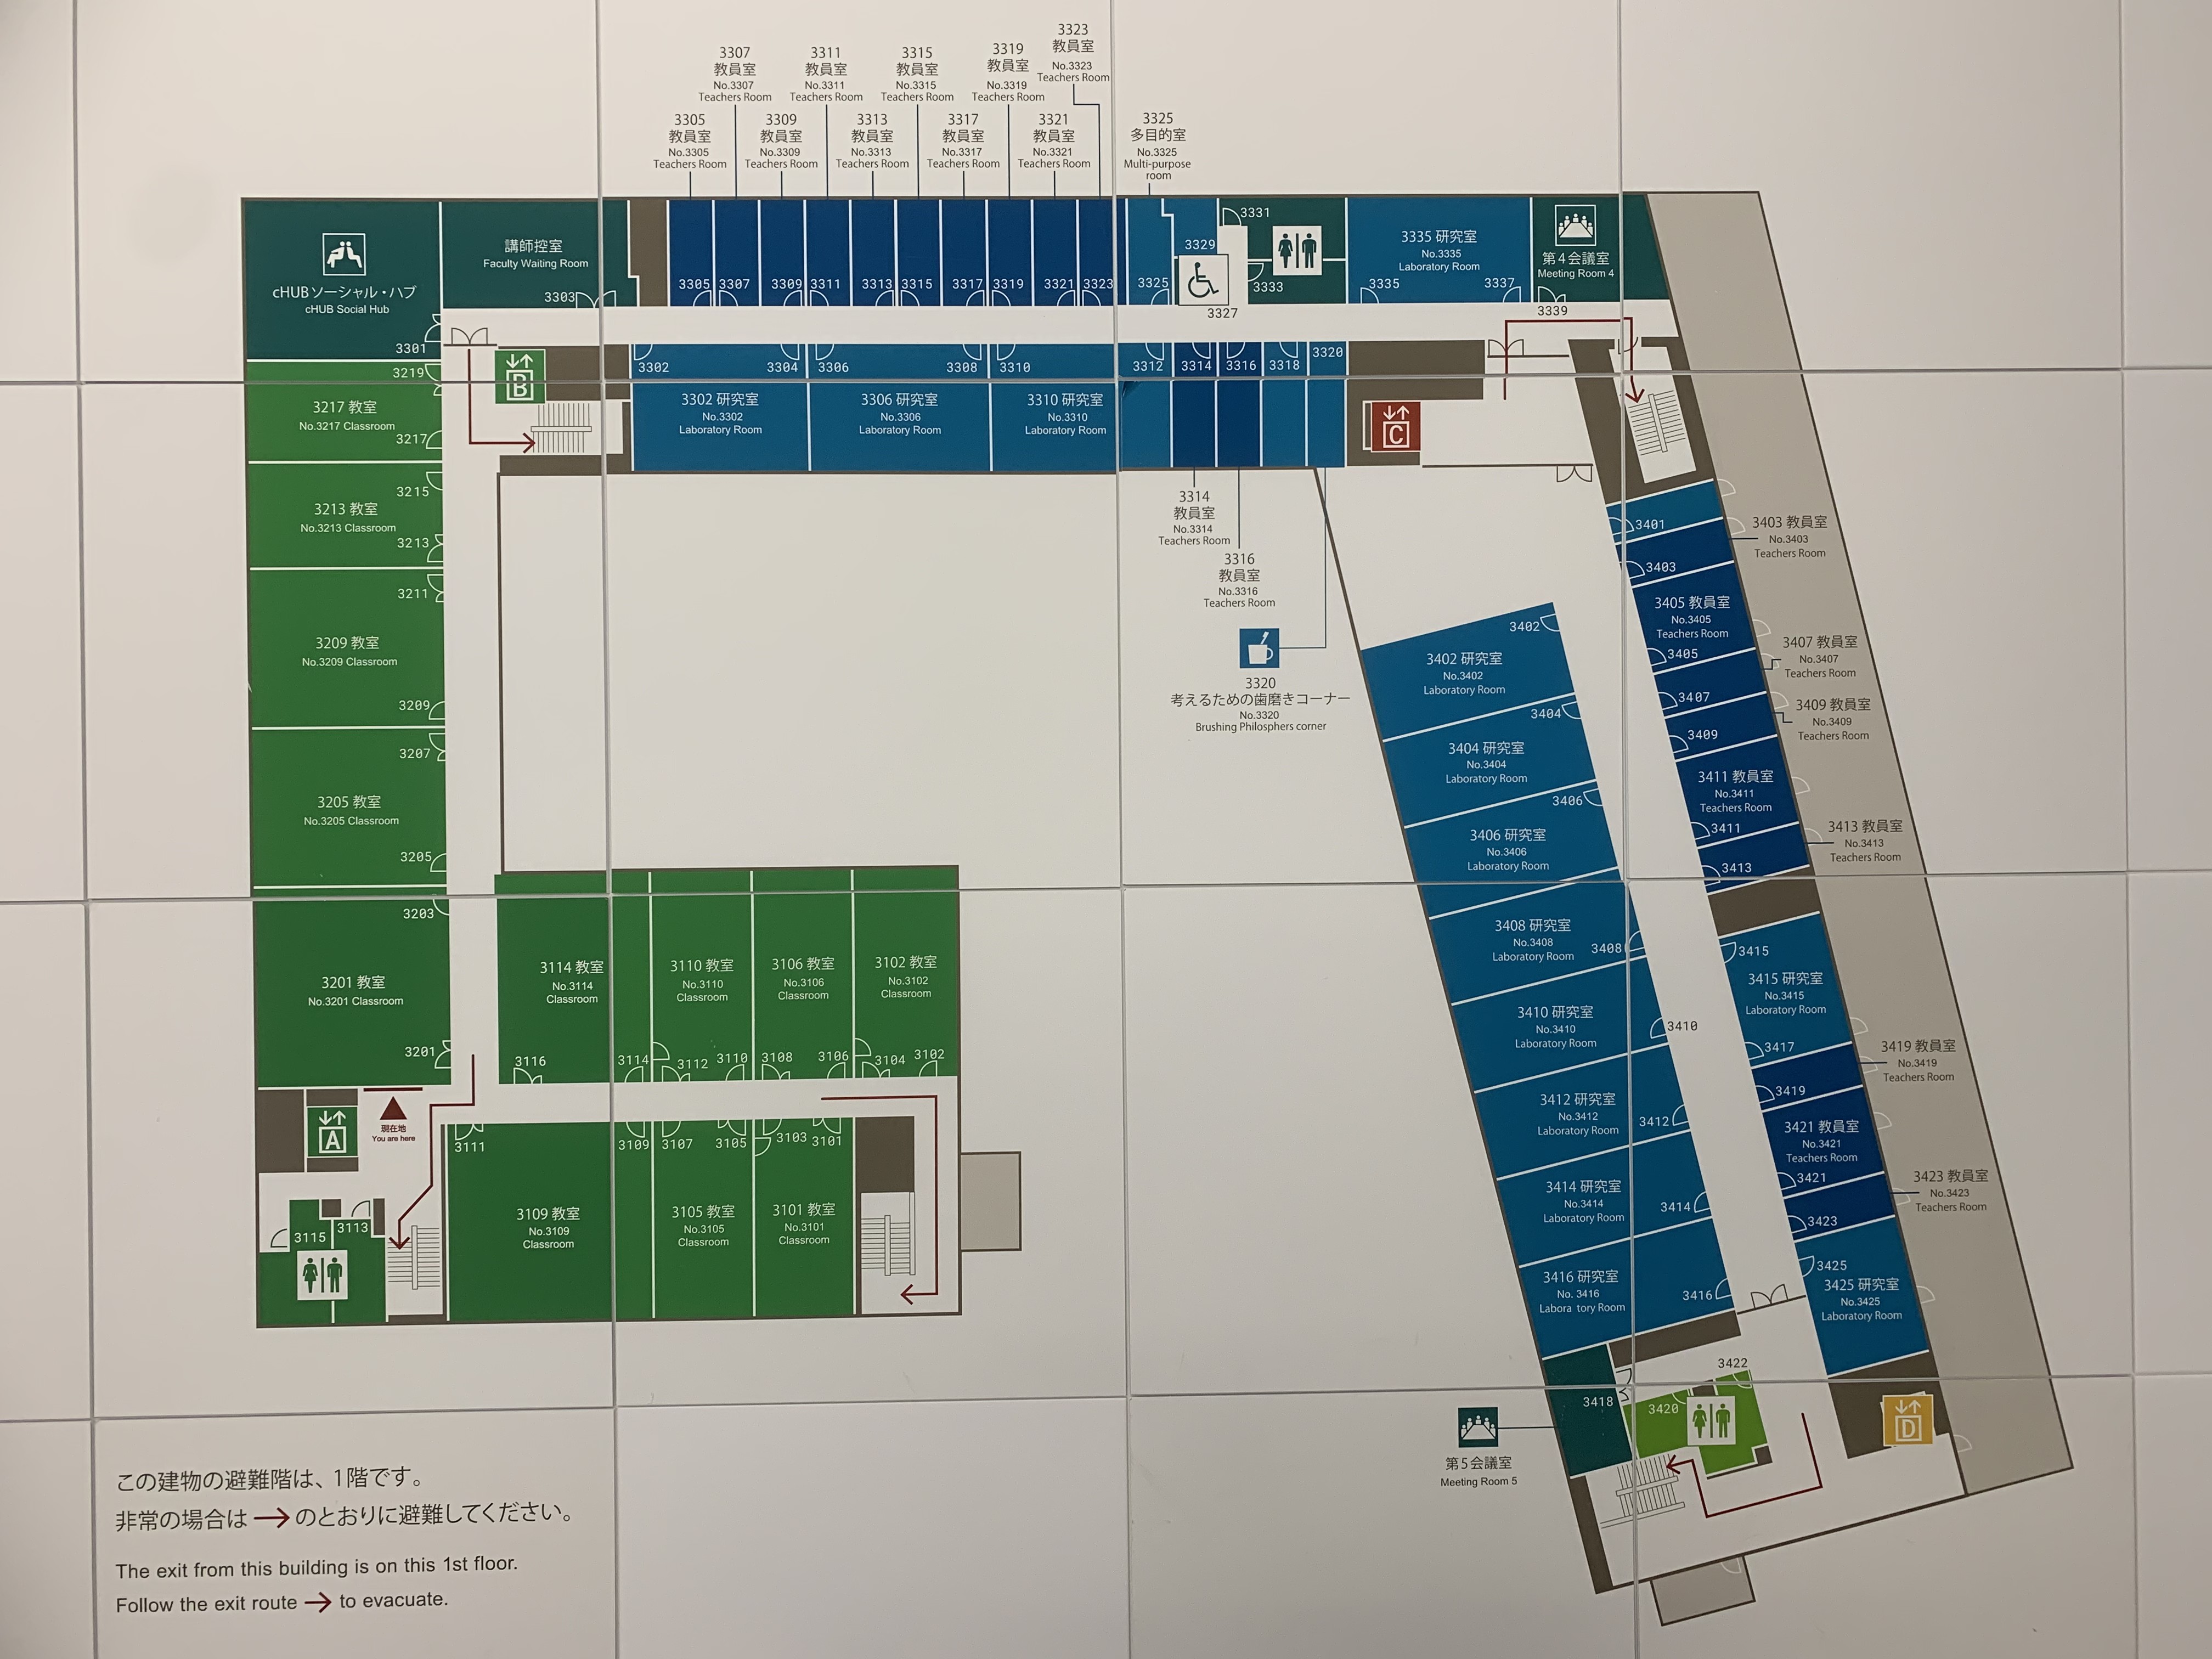 3323
教員室
No.3323
Teachers Room
3307
教員室
No.3307
Teachers Room
3311
教員室
No.3311
Teachers Room
3315
教員室
No.3315
Teachers Room
3319
教員室
No.3319
Teachers Room
3305
教員室
No.3305
Teachers Room
3309
教員室
No.3309
Teachers Room
3313
教員室
No.3313
Teachers Room
3317
教員室
No.3317
Teachers Room
3321
教員室
No.3321
Teachers Room
3325
多目的室
No.3325
Multi-purpose
room
cHUBソーシャル・ハブ
cHUB Social Hub
3301
講師控室
Faculty Waiting Room
3303
3305
3307
3309
3311
3313
3315
3317
3319
3321
3323
3325
3329
3327
3331
3333
3335 研究室
No.3335
Laboratory Room
3335
3337
第4会議室
Meeting Room 4
3339
B
3302
3304
3306
3308
3310
3312
3314
3316
3318
3320
3302 研究室
No.3302
Laboratory Room
3306 研究室
No.3306
Laboratory Room
3310 研究室
No.3310
Laboratory Room
C
3314
教員室
No.3314
Teachers Room
3316
教員室
No.3316
Teachers Room
3320
考えるための歯磨きコーナー
No.3320
Brushing Philosphers corner
3219
3217 教室
No.3217 Classroom
3217
3215
3213 教室
No.3213 Classroom
3213
3211
3209 教室
No.3209 Classroom
3209
3207
3205 教室
No.3205 Classroom
3205
3203
3201 教室
No.3201 Classroom
3201
3114 教室
No.3114
Classroom
3110 教室
No.3110
Classroom
3106 教室
No.3106
Classroom
3102 教室
No.3102
Classroom
3116
3114
3112
3110
3108
3106
3104
3102
A
現在地
You are here
3111
3109
3107
3105
3103
3101
3109 教室
No.3109
Classroom
3105 教室
No.3105
Classroom
3101 教室
No.3101
Classroom
3115
3113
3401
3403 教員室
No.3403
Teachers Room
3403
3405 教員室
No.3405
Teachers Room
3405
3407 教員室
No.3407
Teachers Room
3407
3409 教員室
No.3409
Teachers Room
3409
3411 教員室
No.3411
Teachers Room
3411
3413 教員室
No.3413
Teachers Room
3413
3402
3402 研究室
No.3402
Laboratory Room
3404
3404 研究室
No.3404
Laboratory Room
3406
3406 研究室
No.3406
Laboratory Room
3408 研究室
No.3408
Laboratory Room
3408
3410 研究室
No.3410
Laboratory Room
3410
3412 研究室
No.3412
Laboratory Room
3412
3414 研究室
No.3414
Laboratory Room
3414
3416 研究室
No. 3416
Labora tory Room
3416
3415
3415 研究室
No.3415
Laboratory Room
3417
3419 教員室
No.3419
Teachers Room
3419
3421 教員室
No.3421
Teachers Room
3421
3423 教員室
No.3423
Teachers Room
3423
3425
3425 研究室
No.3425
Laboratory Room
3422
3418
3420
D
第5会議室
Meeting Room 5
この建物の避難階は、1階です。
非常の場合は→のとおりに避難してください。
The exit from this building is on this 1st floor.
Follow the exit route → to evacuate.